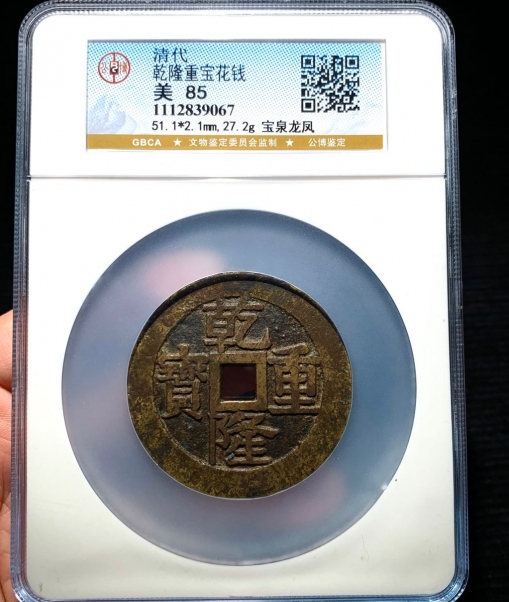 清代
乾隆重宝花钱
美 85
1112839067
51.1*2.1mm,27.2g 宝泉龙凤
GBCA ★ 文物鉴定委员会监制 ★ 公博鉴定
乾
寶 重
隆